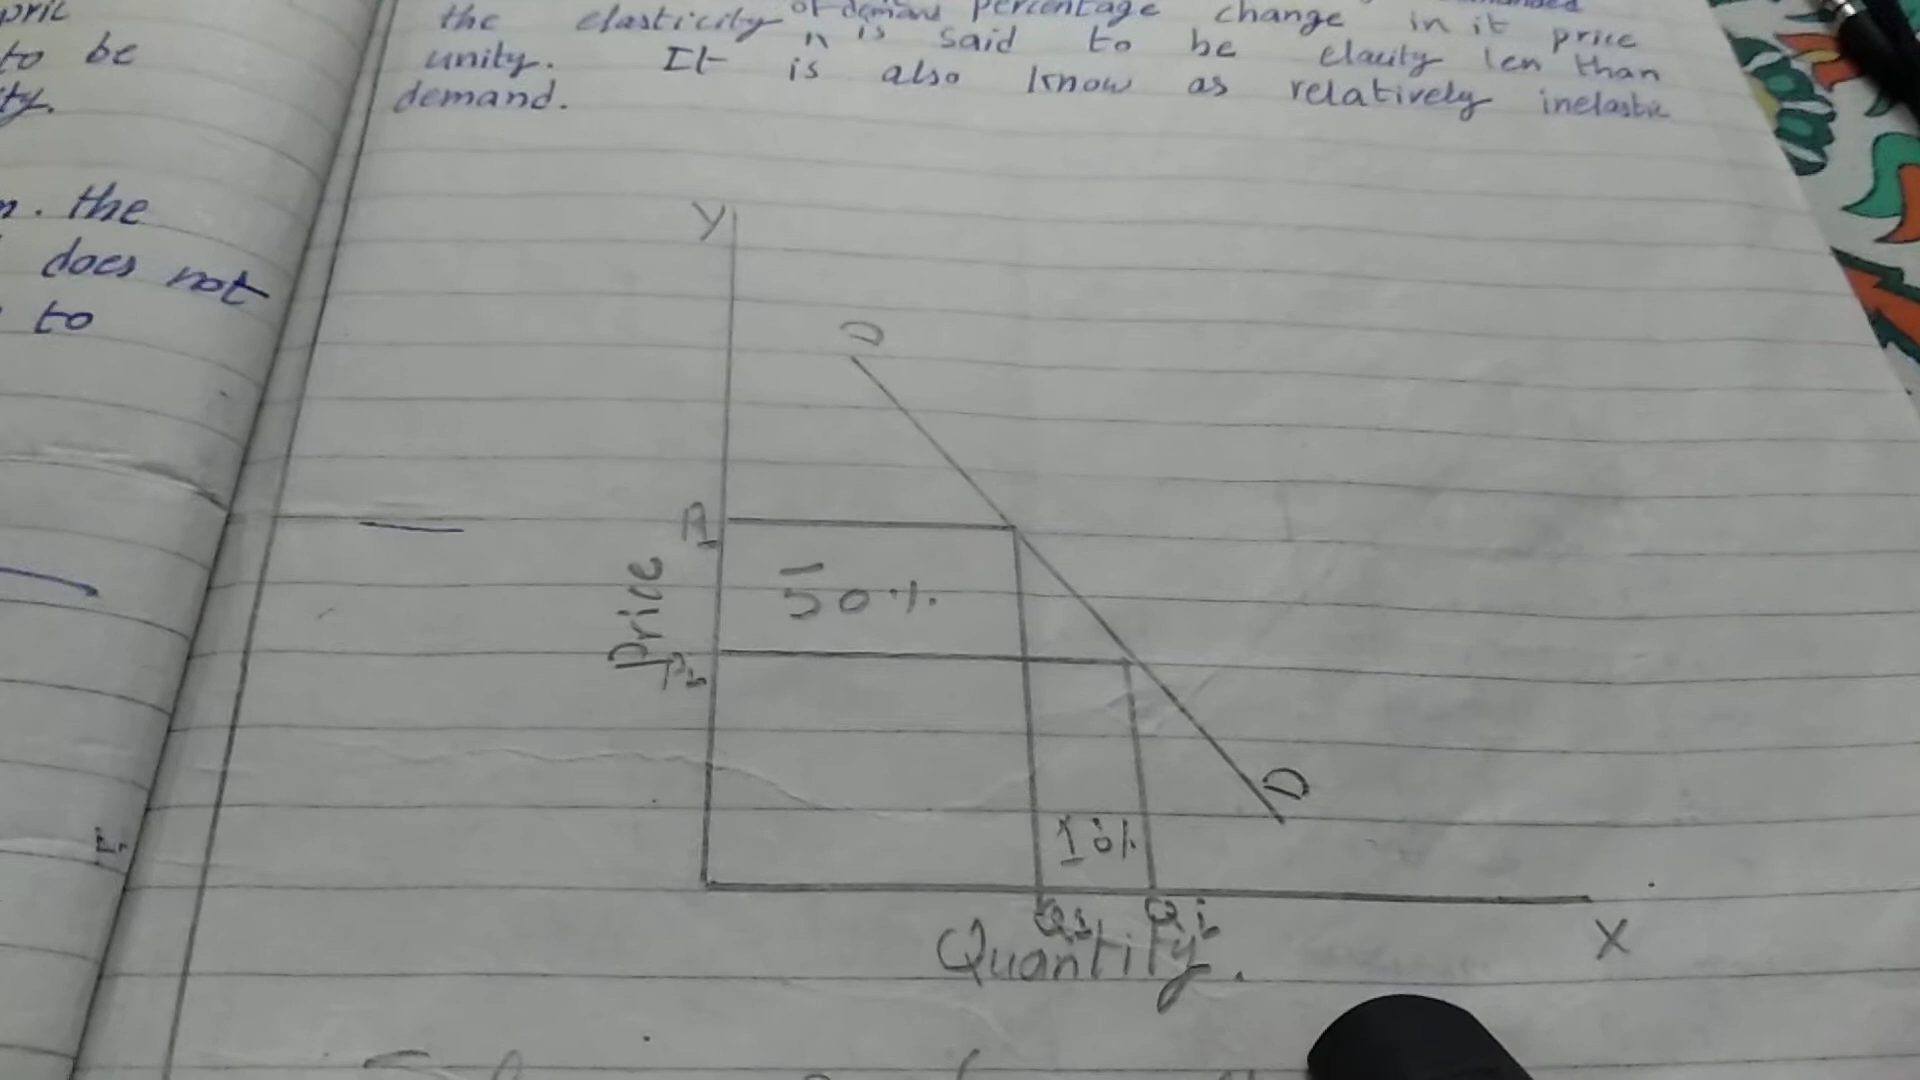 to be
n. the
does not
to
the elasticity of demand percentage change in it price
unity. It is said to be elacity len than
demand. is also know as relatively inelastic
Y
D
P1
50%
Price
P2
D
10%
Q1 Q2
X
Quantity.